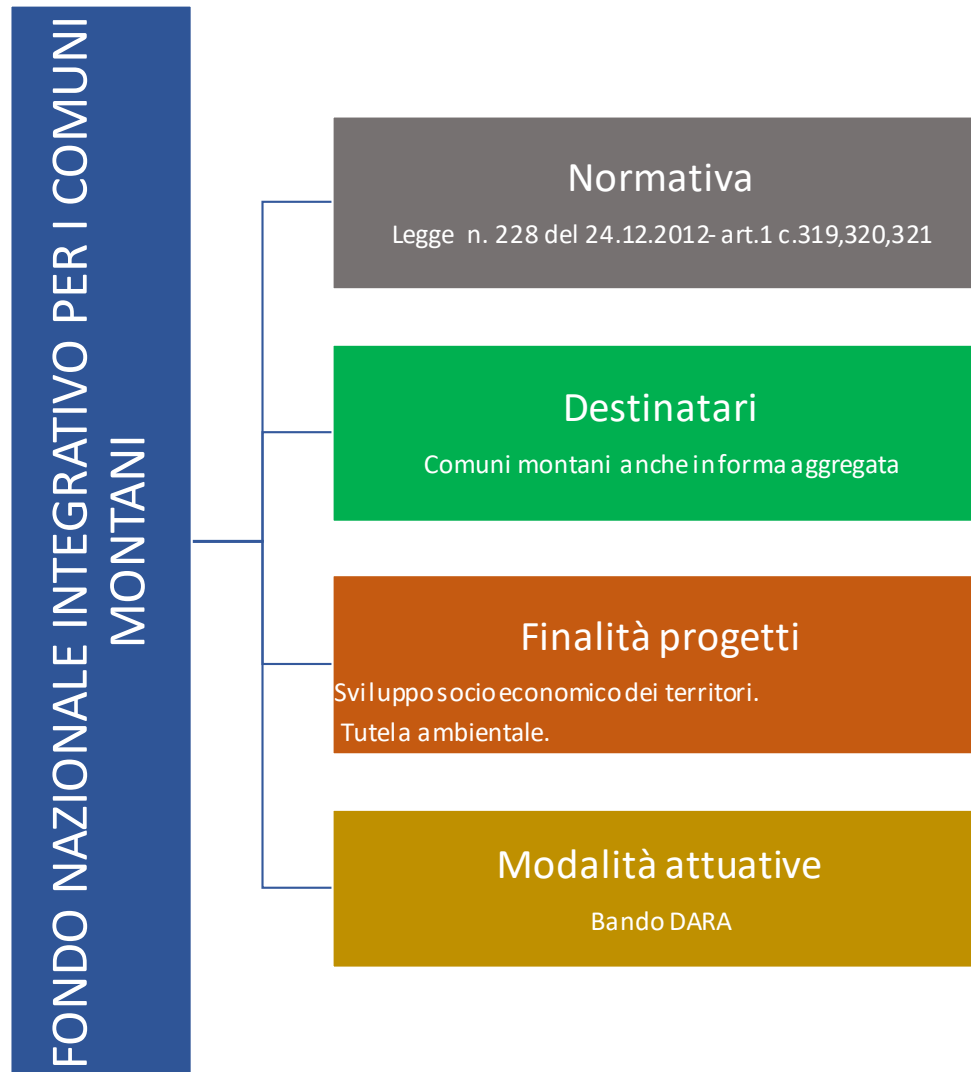 FONDO NAZIONALE INTEGRATIVO PER I COMUNI
MONTANI
Normativa
Legge n. 228 del 24.12.2012- art.1 c.319,320,321
Destinatari
Comuni montani anche in forma aggregata
Finalità progetti
Sviluppo socio economico dei territori.
Tutela ambientale.
Modalità attuative
Bando DARA